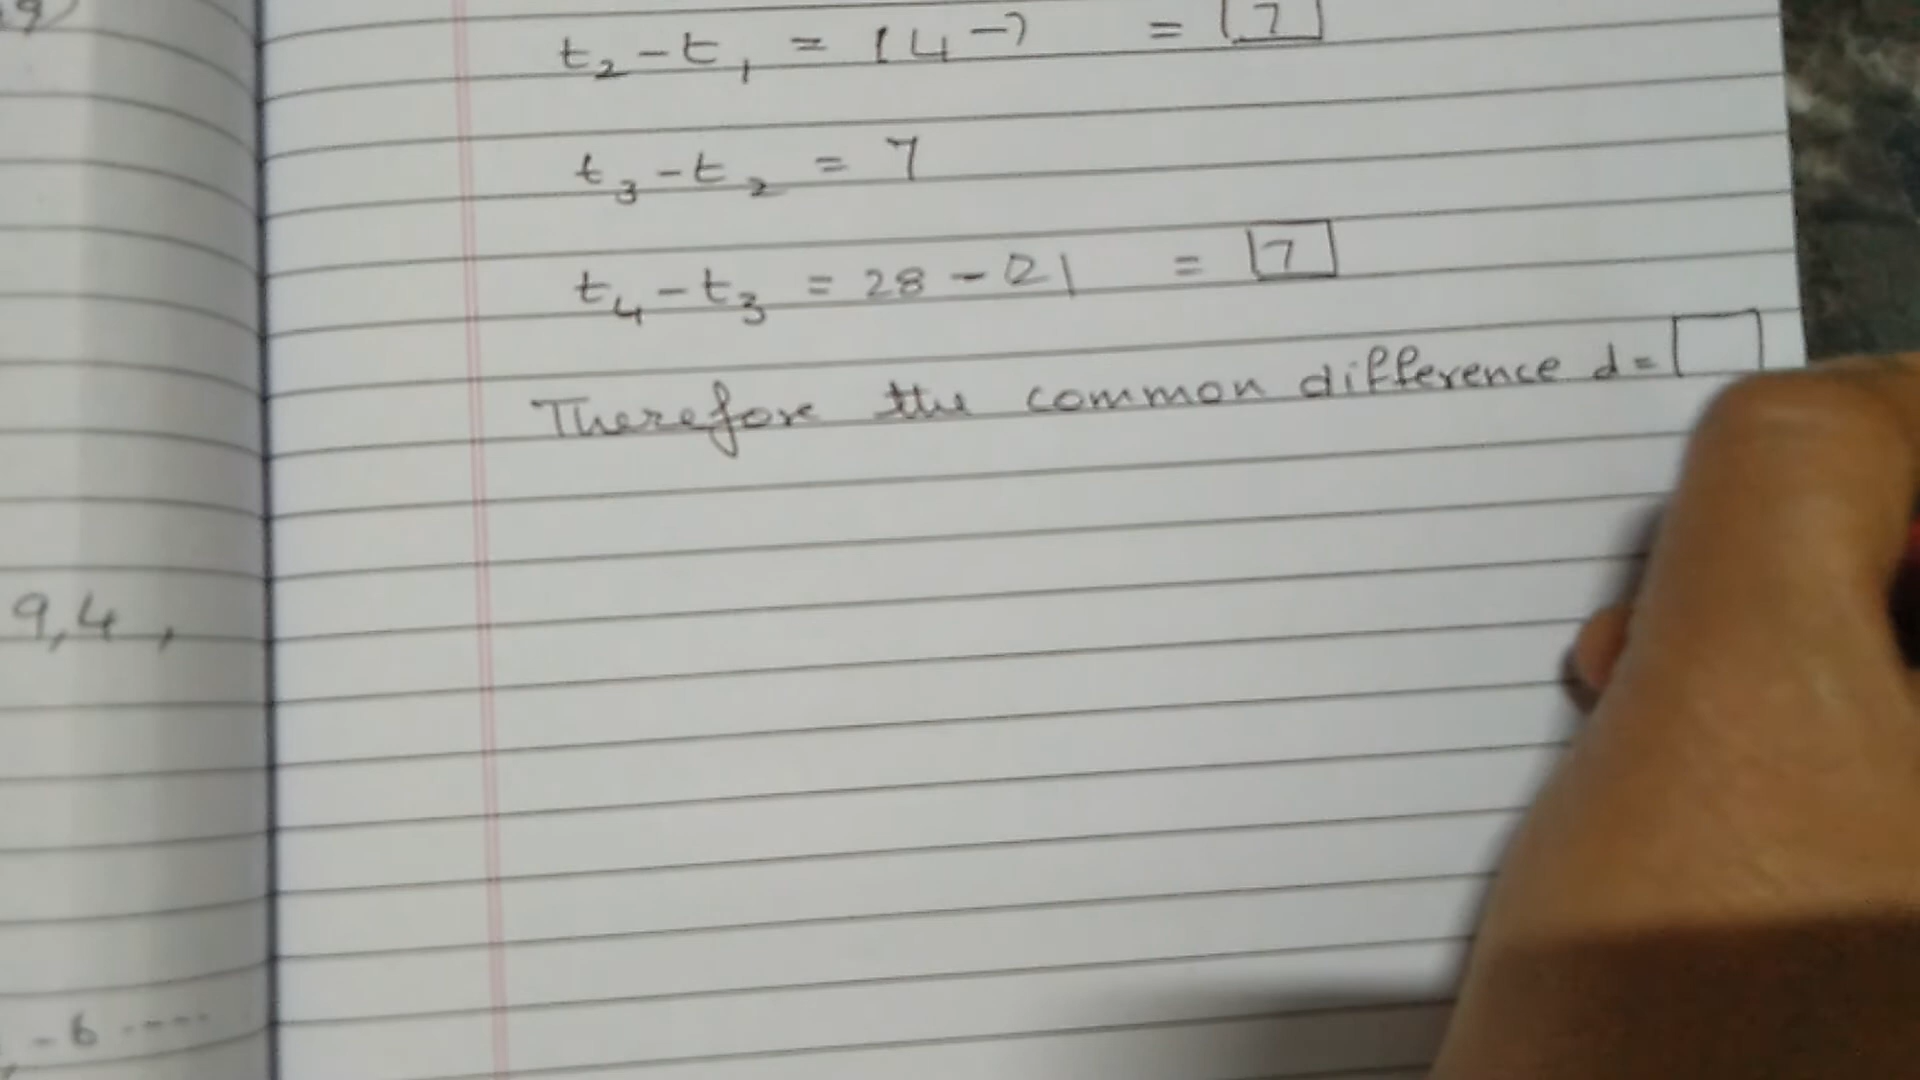 t₂ - t₁ = 14 - 7 = 7
t₃ - t₂ = 7
t₄ - t₃ = 28 - 21 = 7
Therefore the common difference d =
9, 4 ,
- 6 ----